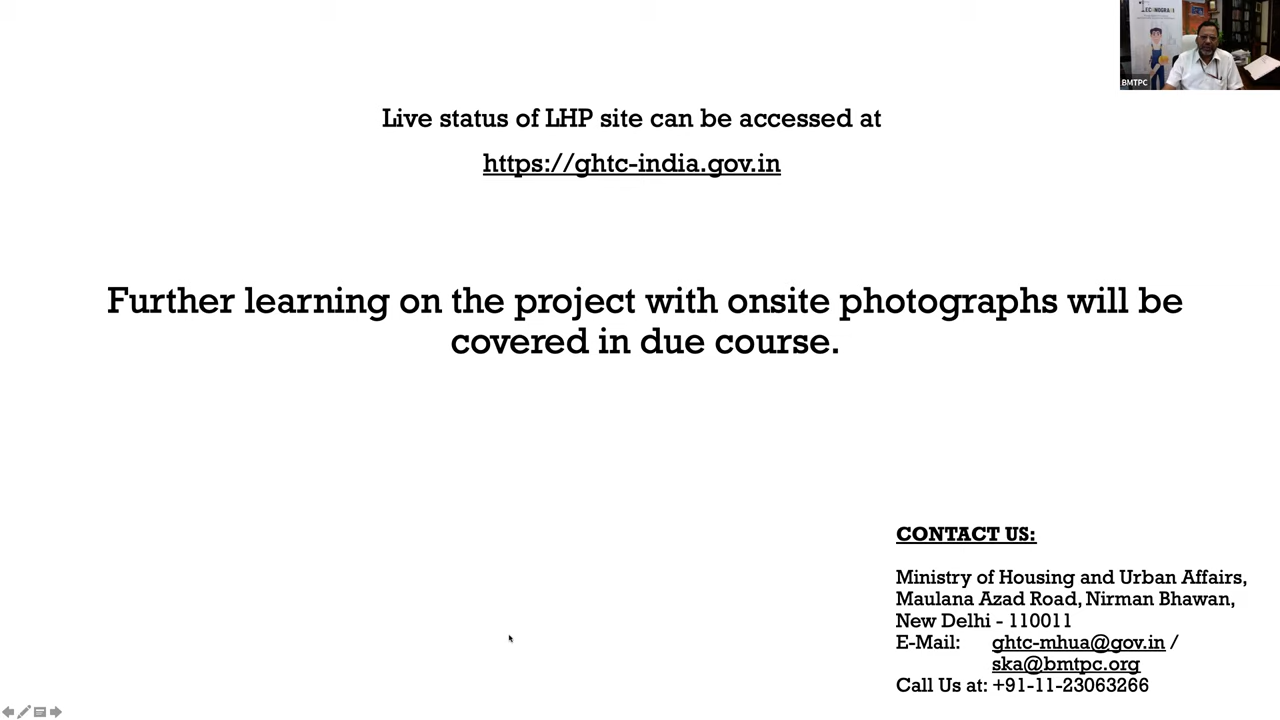 TECHNOGRAHI
BMTPC
Live status of LHP site can be accessed at
https://ghtc-india.gov.in
Further learning on the project with onsite photographs will be
covered in due course.
CONTACT US:
Ministry of Housing and Urban Affairs,
Maulana Azad Road, Nirman Bhawan,
New Delhi - 110011
E-Mail: ghtc-mhua@gov.in /
ska@bmtpc.org
Call Us at: +91-11-23063266